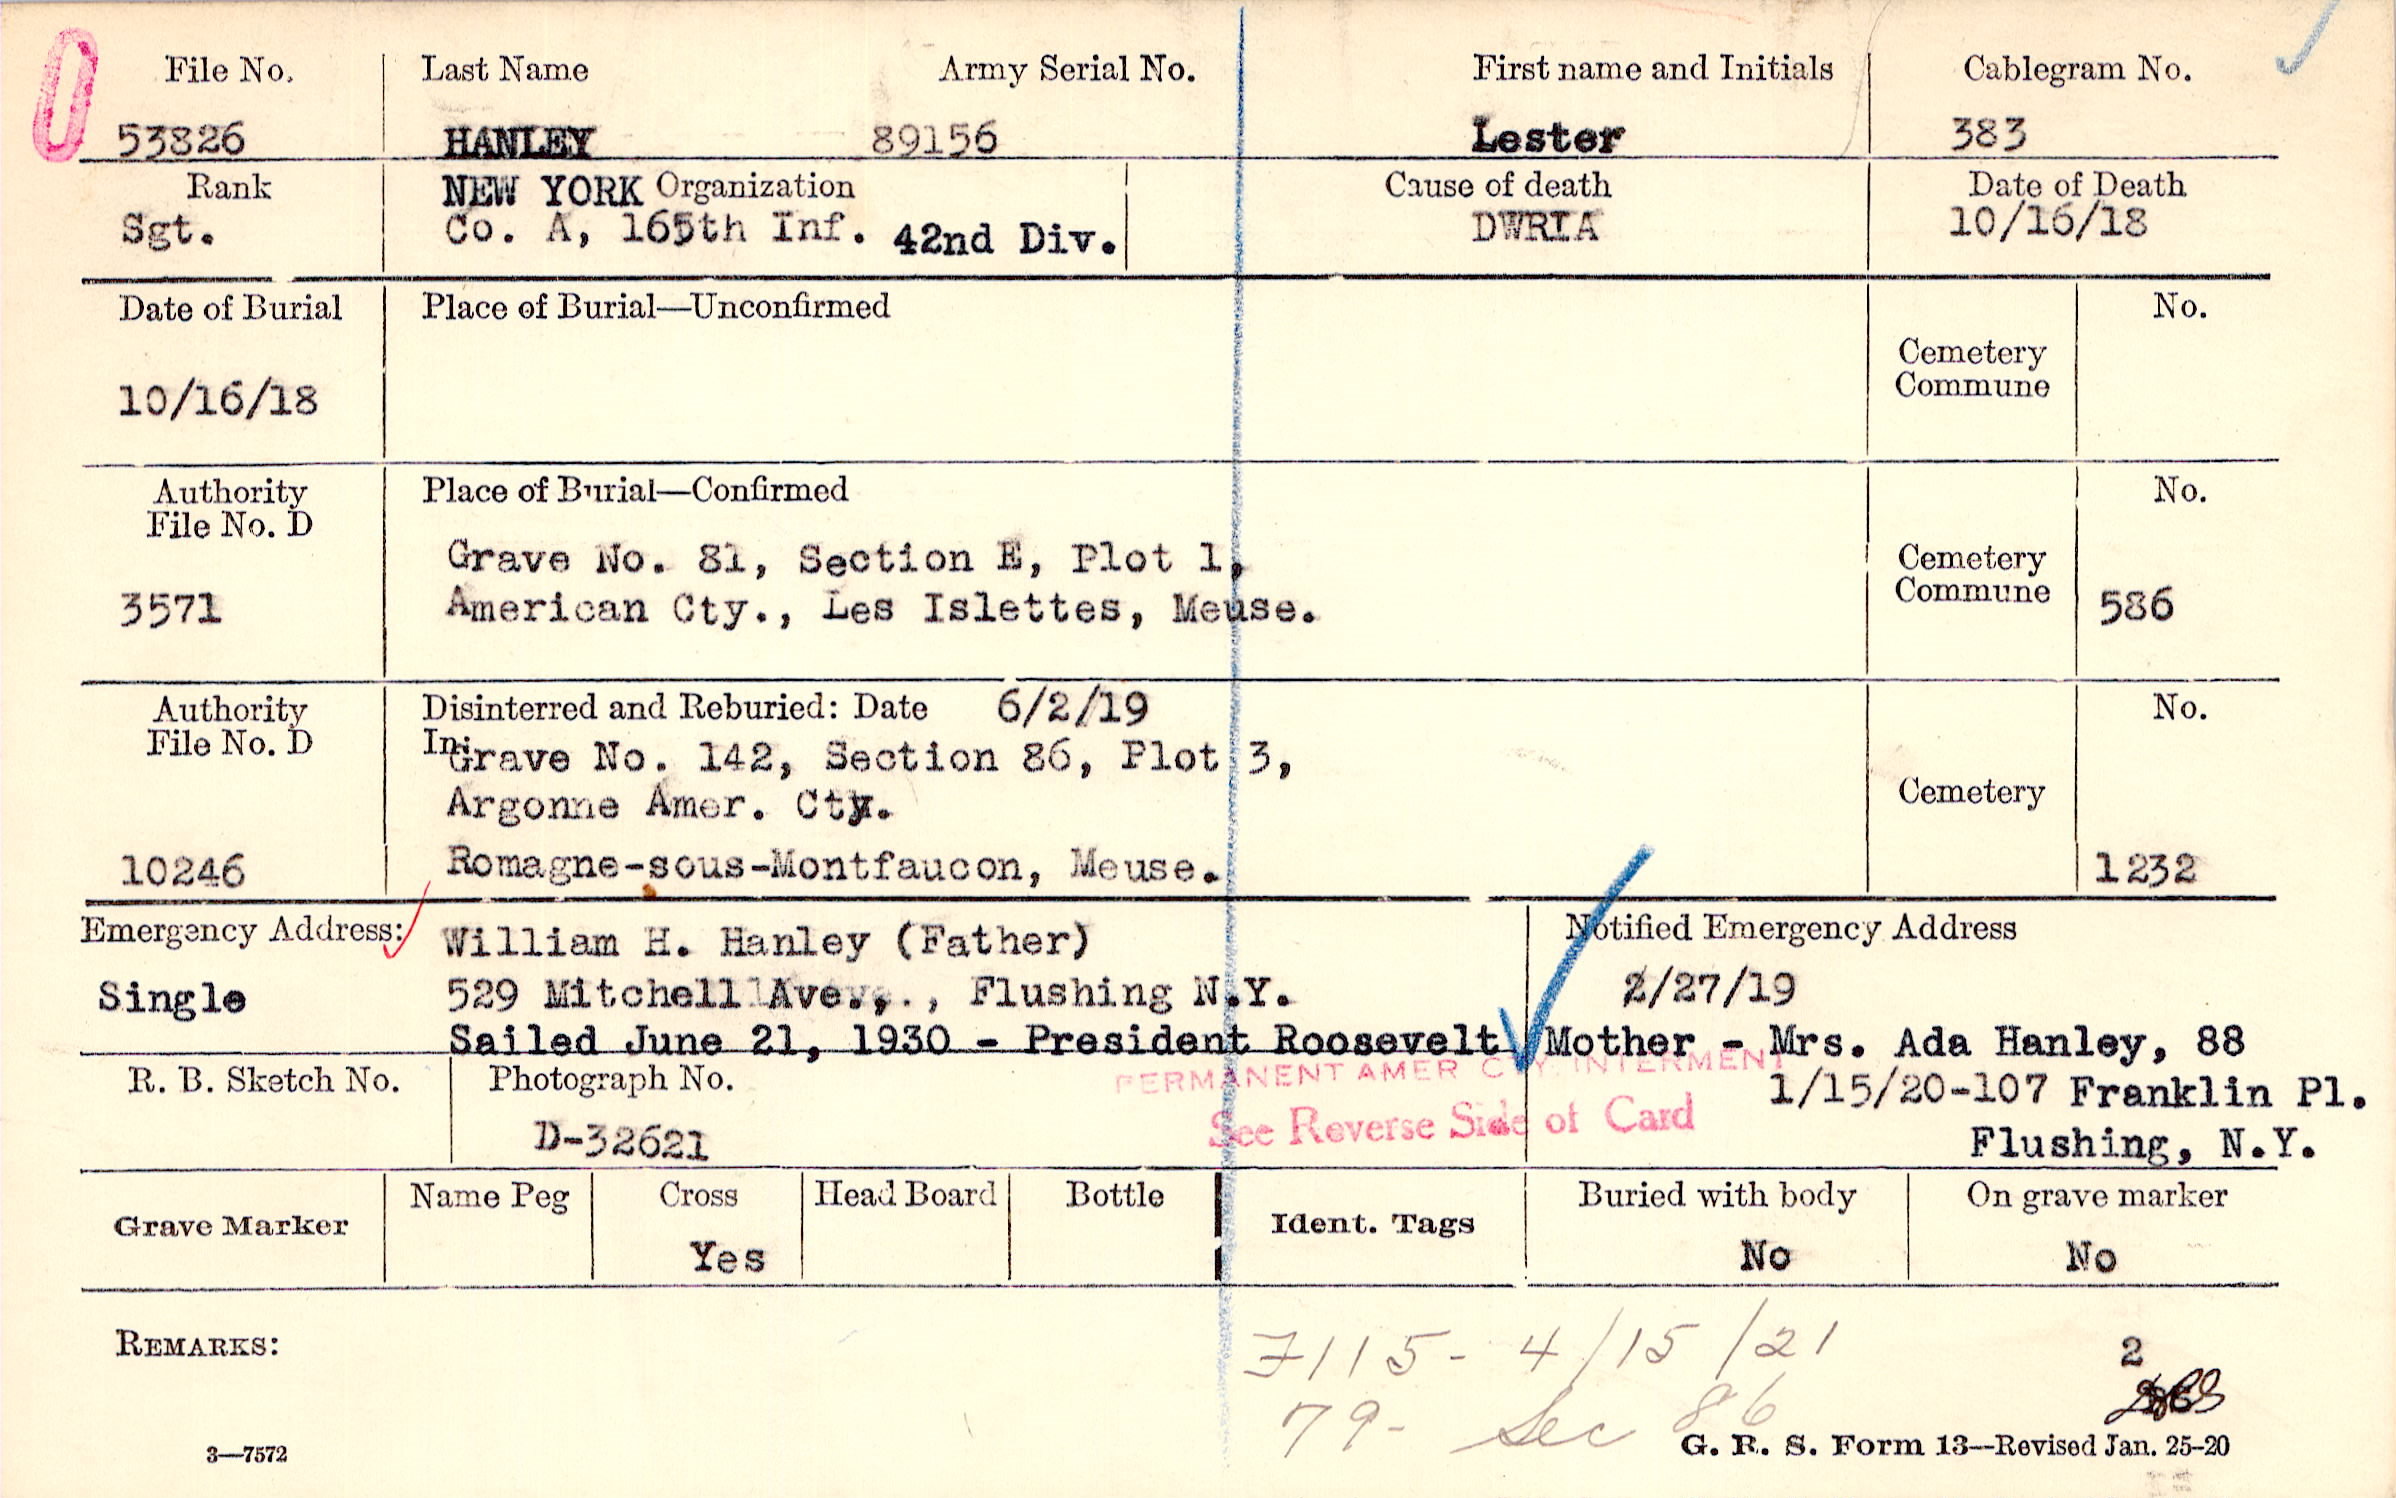 File No. Last Name Army Serial No. First name and Initials Cablegram No.
53826 HANLEY 89156 Lester 383
Rank NEW YORK Organization Cause of death Date of Death
Sgt. Co. A, 165th Inf. 42nd Div. DWRIA 10/16/18
Date of Burial Place of Burial—Unconfirmed No.
Cemetery
Commune
10/16/18
Authority Place of Burial—Confirmed No.
File No. D
Grave No. 81, Section E, Plot 1, Cemetery
3571 American Cty., Les Islettes, Meuse. Commune 586
Authority Disinterred and Reburied: Date 6/2/19 No.
File No. D In: Grave No. 142, Section 86, Plot 3,
Argonne Amer. Cty. Cemetery
10246 Romagne-sous-Montfaucon, Meuse. 1232
Emergency Address: William H. Hanley (Father) Notified Emergency Address
Single 529 Mitchell Ave., Flushing N.Y. 2/27/19
Sailed June 21, 1930 - President Roosevelt Mother - Mrs. Ada Hanley, 88
R. B. Sketch No. Photograph No. PERMANENT AMER CTY. INTERMENT 1/15/20-107 Franklin Pl.
D-32621 See Reverse Side of Card Flushing, N.Y.
Grave Marker Name Peg Cross Head Board Bottle Ident. Tags Buried with body On grave marker
Yes No No
REMARKS: 7115- 4/15/21 2
79- Sec 86
3—7572 G. R. S. Form 13—Revised Jan. 25-20